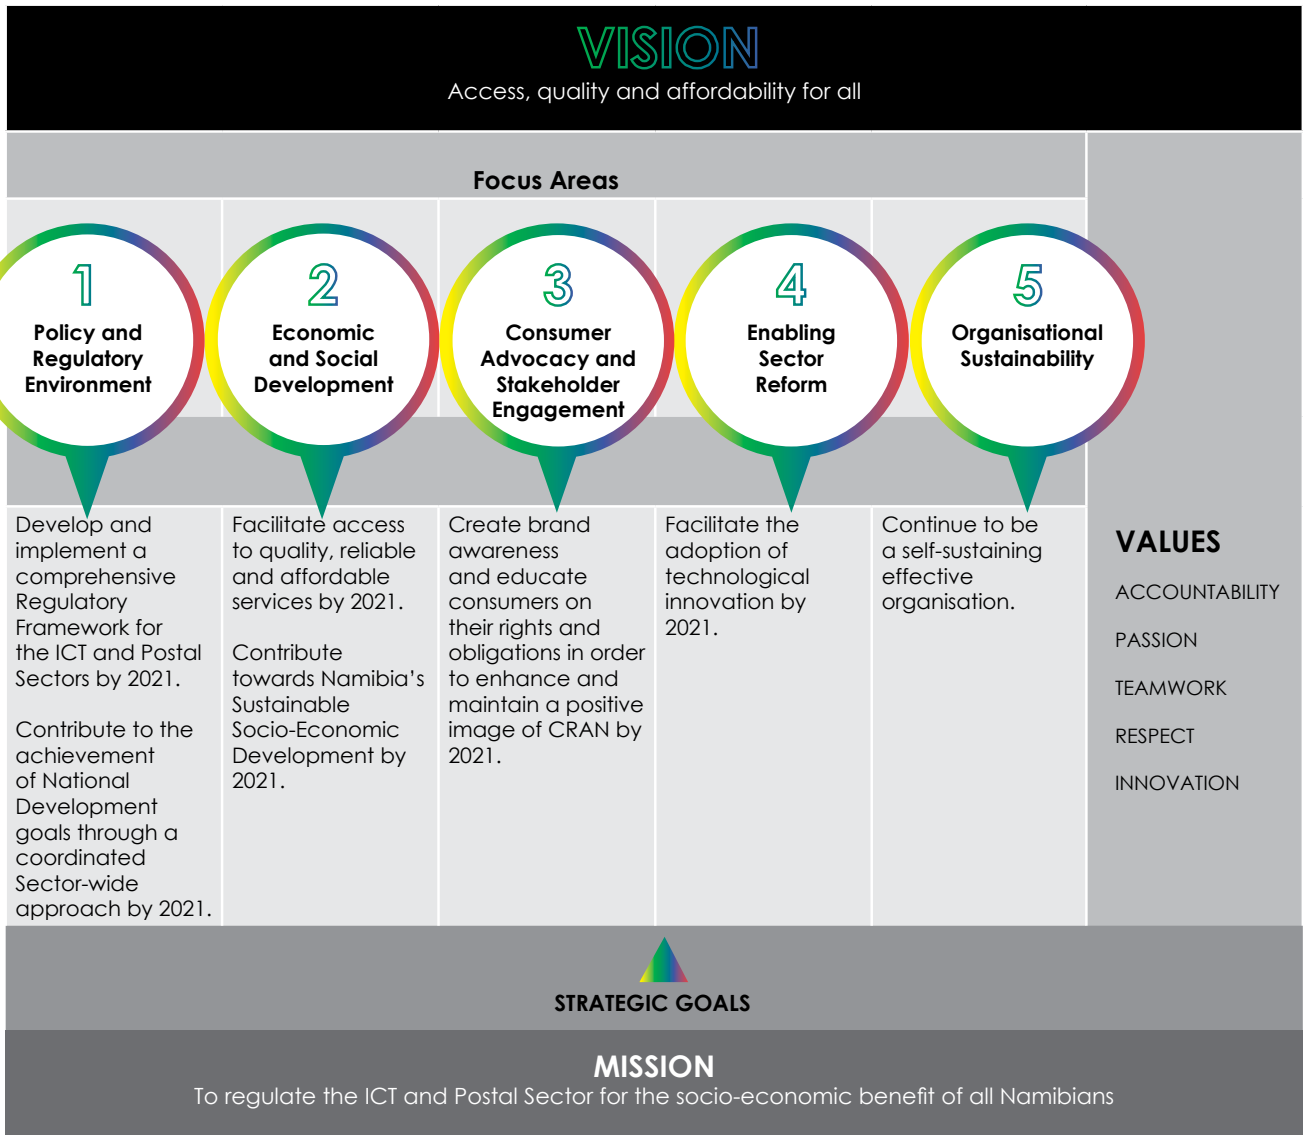 VISION
Access, quality and affordability for all
Focus Areas
1
Policy and
Regulatory
Environment
2
Economic
and Social
Development
3
Consumer
Advocacy and
Stakeholder
Engagement
4
Enabling
Sector
Reform
5
Organisational
Sustainability
Develop and
implement a
comprehensive
Regulatory
Framework for
the ICT and Postal
Sectors by 2021.
Contribute to the
achievement
of National
Development
goals through a
coordinated
Sector-wide
approach by 2021.
Facilitate access
to quality, reliable
and affordable
services by 2021.
Contribute
towards Namibia’s
Sustainable
Socio-Economic
Development by
2021.
Create brand
awareness
and educate
consumers on
their rights and
obligations in order
to enhance and
maintain a positive
image of CRAN by
2021.
Facilitate the
adoption of
technological
innovation by
2021.
Continue to be
a self-sustaining
effective
organisation.
VALUES
ACCOUNTABILITY
PASSION
TEAMWORK
RESPECT
INNOVATION
STRATEGIC GOALS
MISSION
To regulate the ICT and Postal Sector for the socio-economic benefit of all Namibians